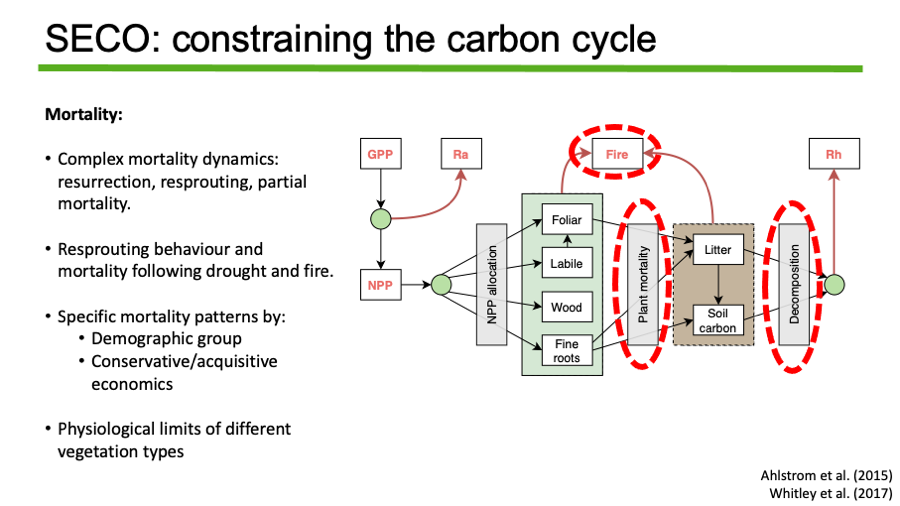 SECO: constraining the carbon cycle
Mortality:
• Complex mortality dynamics:
resurrection, resprouting, partial
mortality.
• Resprouting behaviour and
mortality following drought and fire.
• Specific mortality patterns by:
• Demographic group
• Conservative/acquisitive
economics
• Physiological limits of different
vegetation types
GPP
Ra
Fire
Rh
NPP
NPP allocation
Foliar
Labile
Wood
Fine
roots
Plant mortality
Litter
Soil
carbon
Decomposition
Ahlstrom et al. (2015)
Whitley et al. (2017)